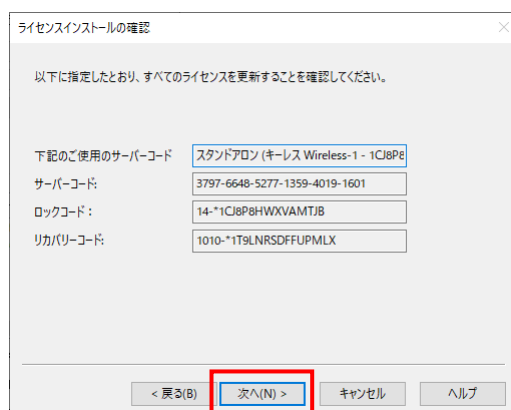 ライセンスインストールの確認
以下に指定したとおり、すべてのライセンスを更新することを確認してください。
下記のご使用のサーバーコード スタンドアロン (キーレス Wireless-1 - 1CJ8P8
サーバーコード: 3797-6648-5277-1359-4019-1601
ロックコード: 14-*1CJ8P8HWXVAMTJB
リカバリーコード: 1010-*1T9LNRSDFFUPMLX
< 戻る(B) 次へ(N) > キャンセル ヘルプ